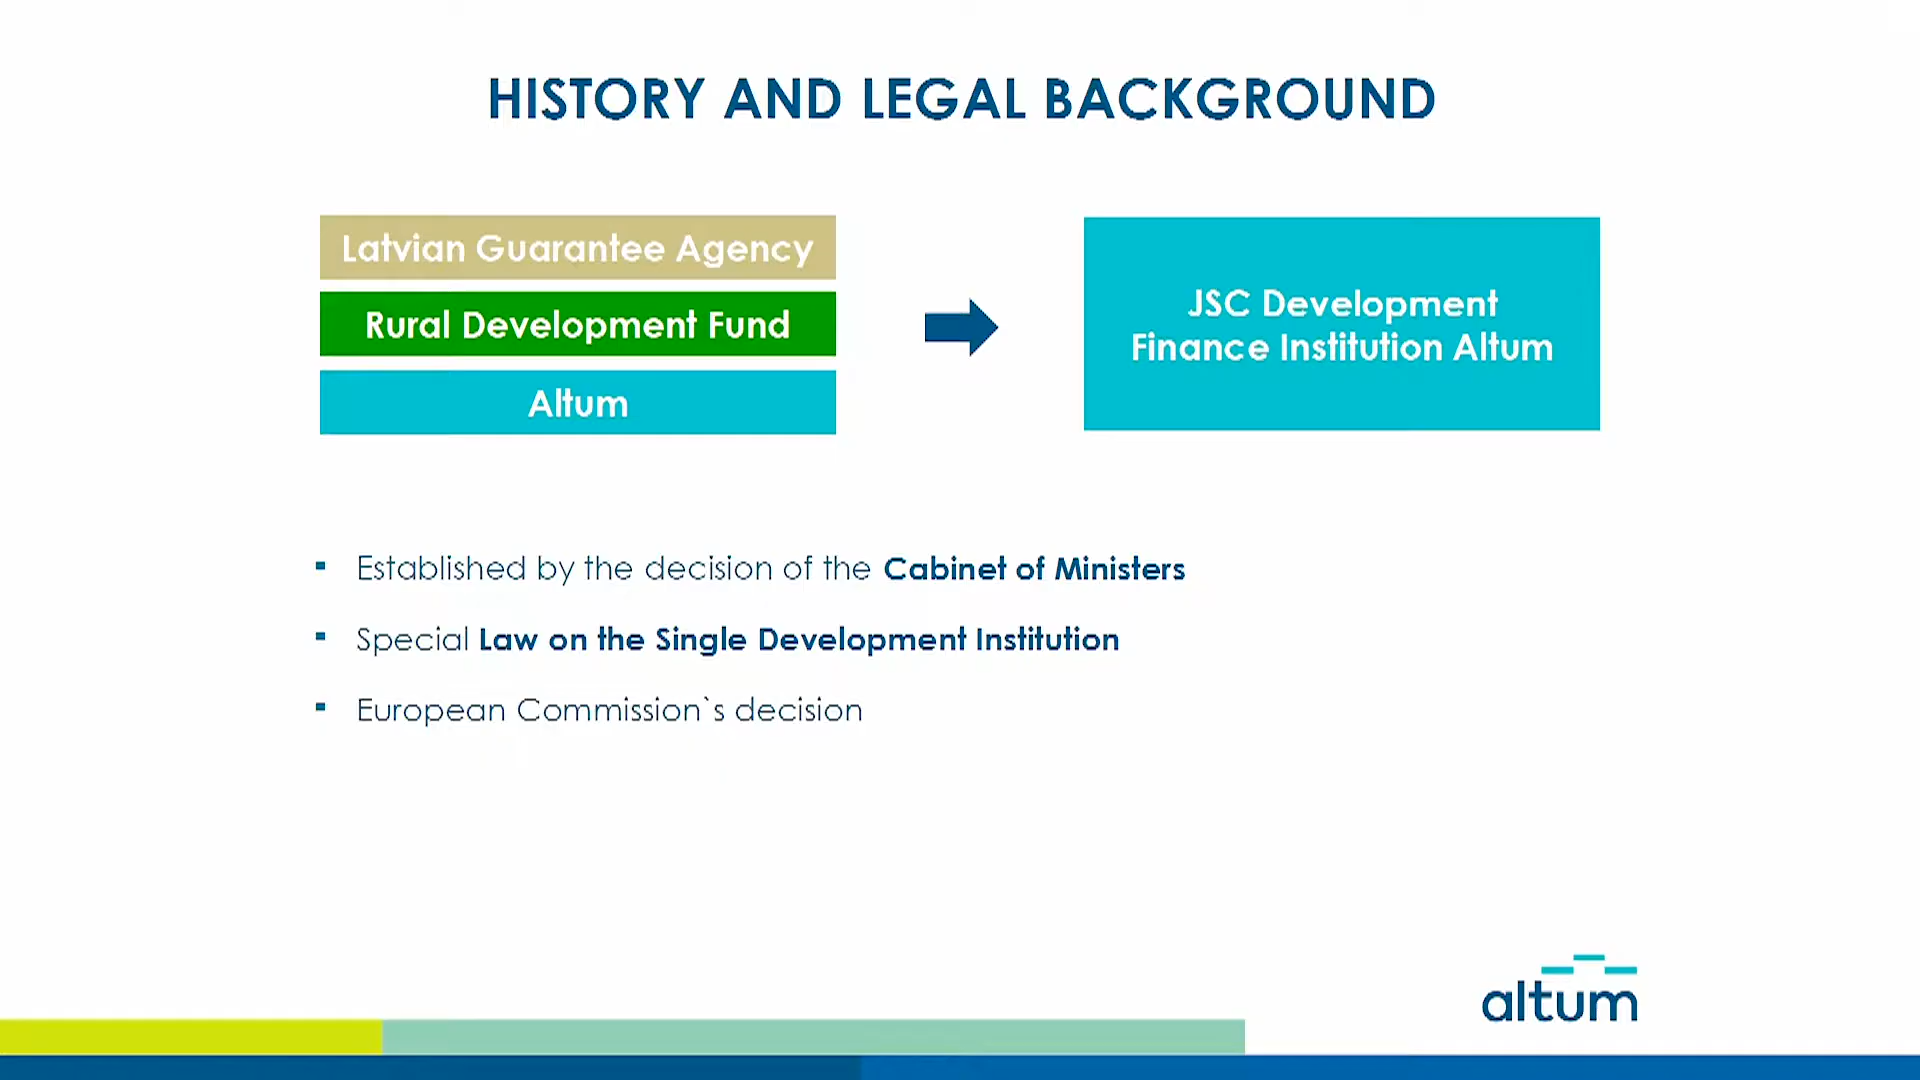 HISTORY AND LEGAL BACKGROUND
Latvian Guarantee Agency
Rural Development Fund
Altum
JSC Development
Finance Institution Altum
▪ Established by the decision of the Cabinet of Ministers
▪ Special Law on the Single Development Institution
▪ European Commission`s decision
altum